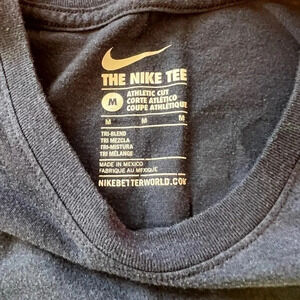 THE NIKE TEE
M
ATHLETIC CUT
CORTE ATLÉTICO
COUPE ATHLÉTIQUE
M M M
TRI-BLEND
TRI MEZCLA
TRI-MISTURA
TRI MÉLANGE
MADE IN MEXICO
FABRIQUE AU MEXIQUE
NIKEBETTERWORLD.COM